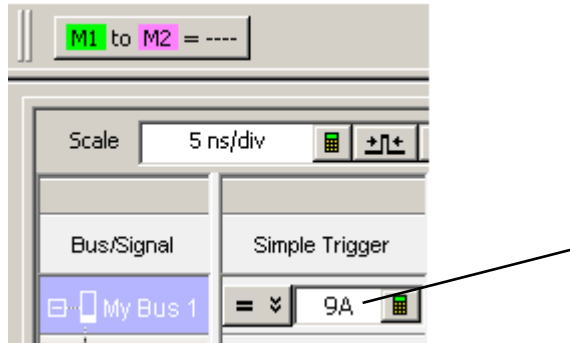 M1 to M2 = ----
Scale 5 ns/div
Bus/Signal Simple Trigger
My Bus 1 = 9A